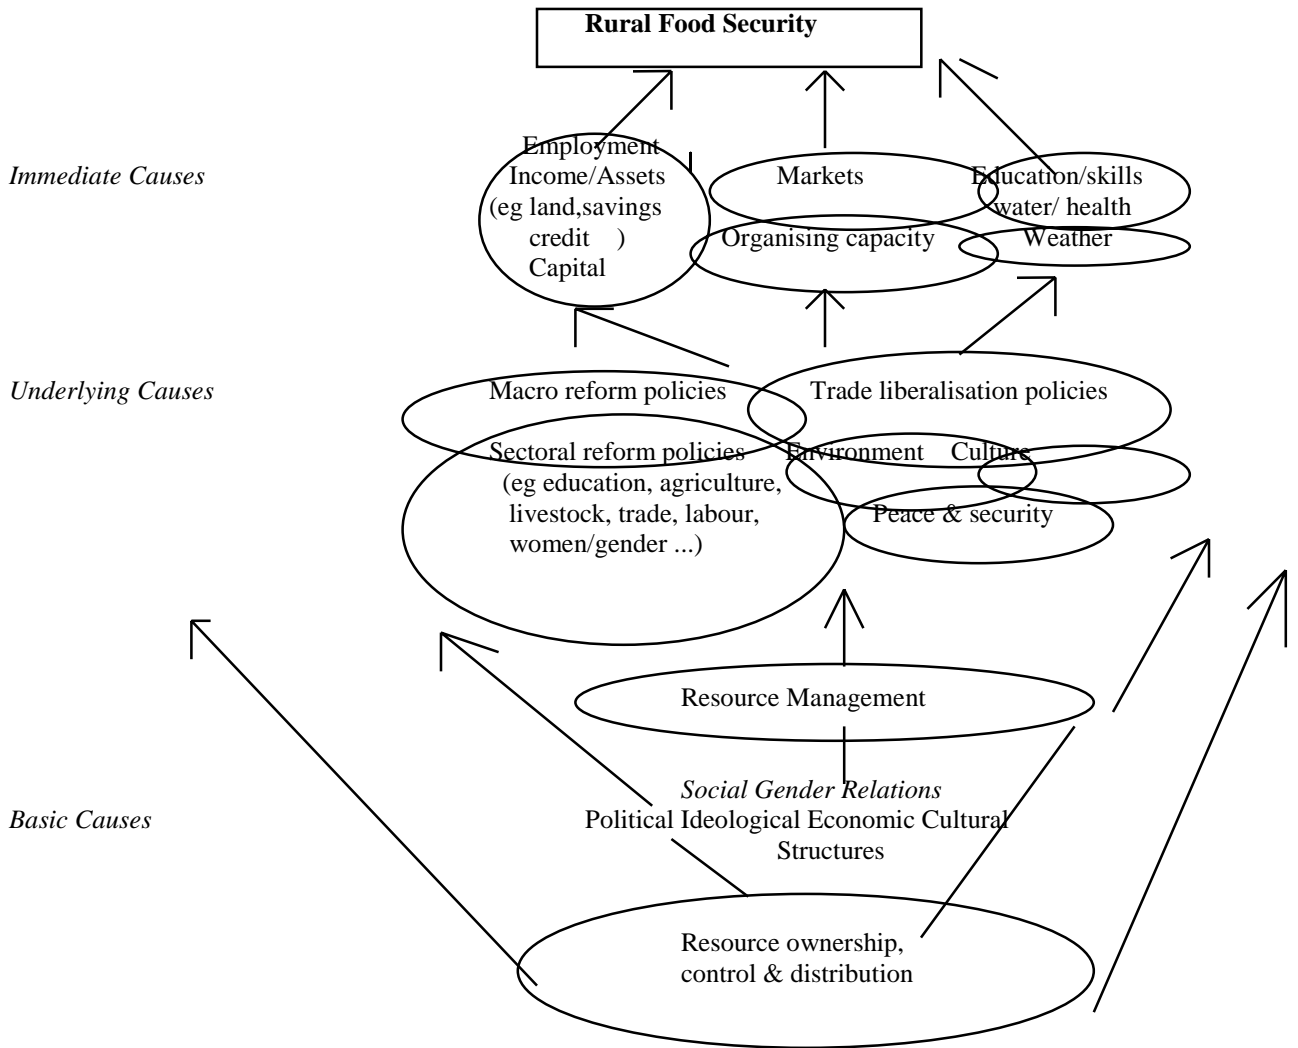 Rural Food Security
Immediate Causes
Employment
Income/Assets
(eg land,savings
credit )
Capital
Markets
Organising capacity
Education/skills
water/ health
Weather
Underlying Causes
Macro reform policies
Trade liberalisation policies
Sectoral reform policies
(eg education, agriculture,
livestock, trade, labour,
women/gender ...)
Environment
Culture
Peace & security
Resource Management
Basic Causes
Social Gender Relations
Political Ideological Economic Cultural
Structures
Resource ownership,
control & distribution